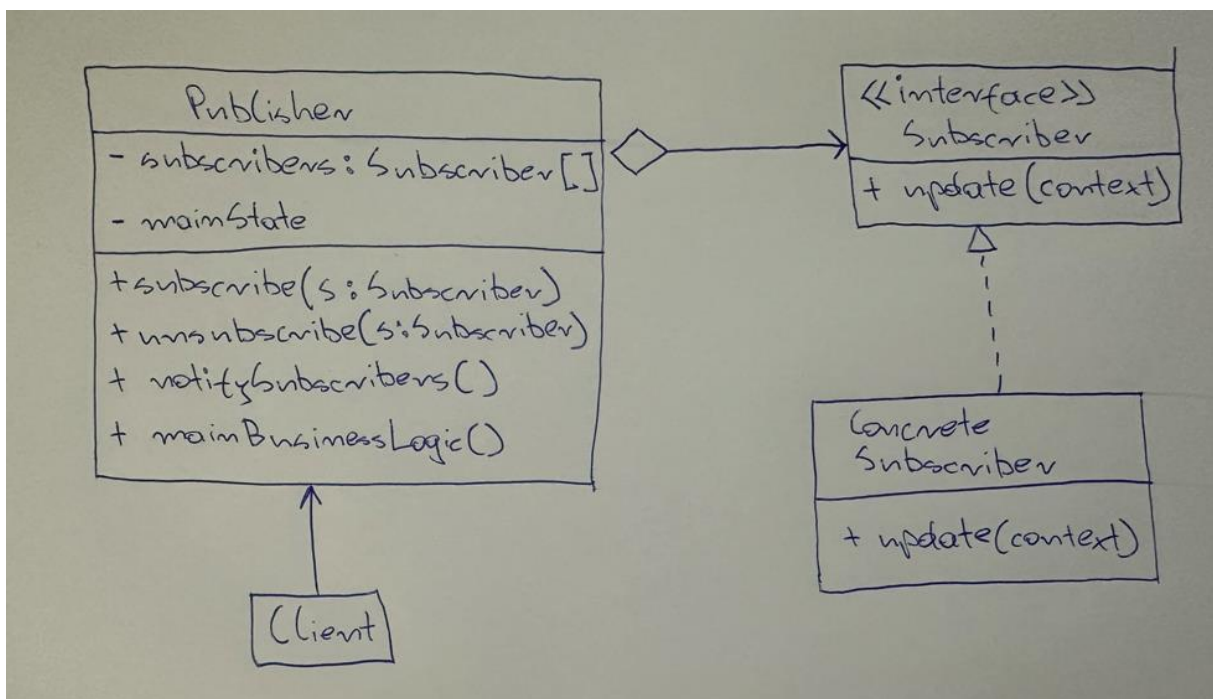 Publisher
- subscribers: Subscriber[]
- mainState
+ subscribe(s: Subscriber)
+ unsubscribe(s: Subscriber)
+ notifySubscribers()
+ mainBusinessLogic()
<<interface>>
Subscriber
+ update(context)
Concrete
Subscriber
+ update(context)
Client